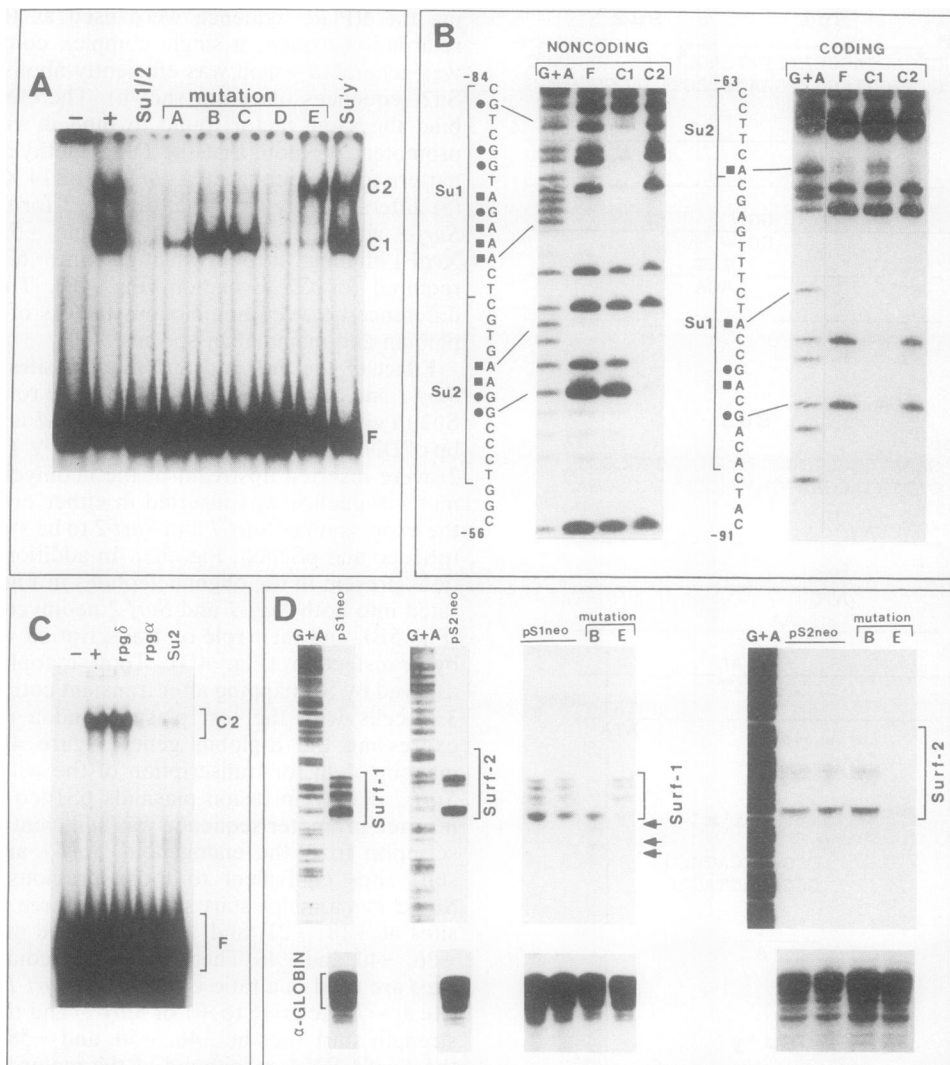 A
−
+
Su1/2
mutation
A
B
C
D
E
Su1/y
C2
C1
F
B
NONCODING
G+A F C1 C2
-84
C
G
T
C
G
G
T
A
G
A
A
A
C
T
C
G
T
G
A
A
G
G
C
C
C
T
G
G
C
-56
Su1
Su2
CODING
G+A F C1 C2
-63
C
C
T
T
C
A
C
G
A
G
T
T
T
C
T
A
C
C
G
A
C
G
A
C
A
C
T
A
C
-91
Su2
Su1
C
−
+
rpgδ
rpgα
Su2
C2
F
D
G+A
pS1neo
Surf-1
G+A
pS2neo
Surf-2
pS1neo
mutation
B E
Surf-1
G+A
pS2neo
mutation
B E
Surf-2
α-GLOBIN